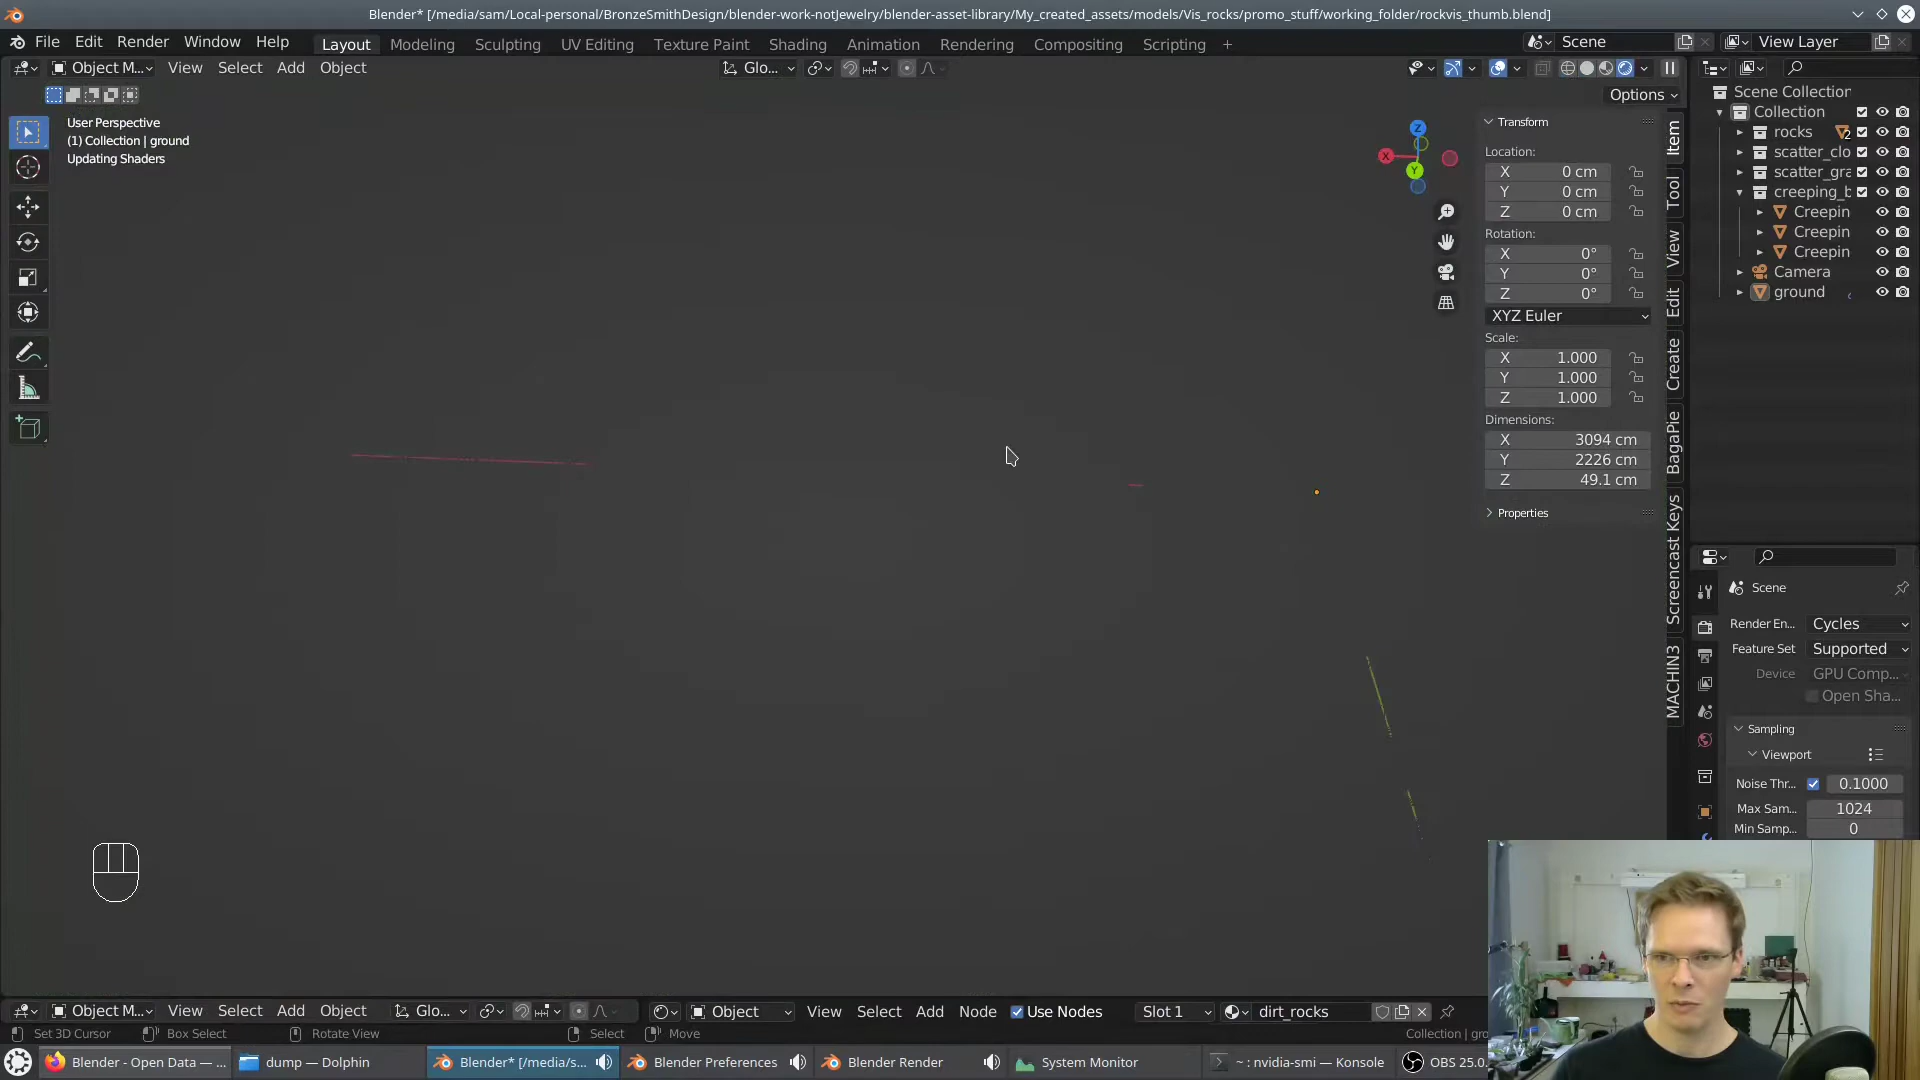 Blender* [/media/sam/Local-personal/BronzeSmithDesign/blender-work-notJewelry/blender-asset-library/My_created_assets/models/Vis_rocks/promo_stuff/working_folder/rockvis_thumb.blend]
File Edit Render Window Help Layout Modeling Sculpting UV Editing Texture Paint Shading Animation Rendering Compositing Scripting + Scene View Layer
Object M... View Select Add Object Glo...
Options
User Perspective
(1) Collection | ground
Updating Shaders
Z
X
Y
Transform
Location:
X 0 cm
Y 0 cm
Z 0 cm
Rotation:
X 0°
Y 0°
Z 0°
XYZ Euler
Scale:
X 1.000
Y 1.000
Z 1.000
Dimensions:
X 3094 cm
Y 2226 cm
Z 49.1 cm
Properties
Item
Tool
View
Edit
Create
BagaPie
Screencast Keys
MACHIN3
Scene Collection
Collection
rocks 2
scatter_clo
scatter_gra
creeping_b
Creepin
Creepin
Creepin
Camera
ground
Scene
Render En... Cycles
Feature Set Supported
Device GPU Comp...
Open Sha...
Sampling
Viewport
Noise Thr... 0.1000
Max Sam... 1024
Min Samp... 0
Object M... View Select Add Object Glo... Object View Select Add Node Use Nodes Slot 1 dirt_rocks
Set 3D Cursor Box Select Rotate View Select Move Collection | gro
Blender - Open Data — ... dump — Dolphin Blender* [/media/s... Blender Preferences Blender Render System Monitor ~ : nvidia-smi — Konsole OBS 25.0.